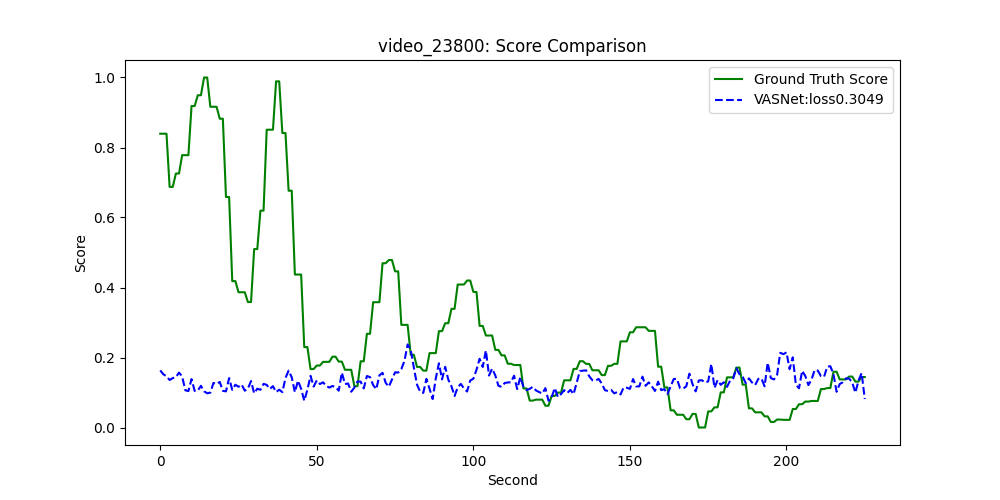 video_23800: Score Comparison
Ground Truth Score
VASNet:loss0.3049
1.0
0.8
0.6
0.4
0.2
0.0
Score
0
50
100
150
200
Second